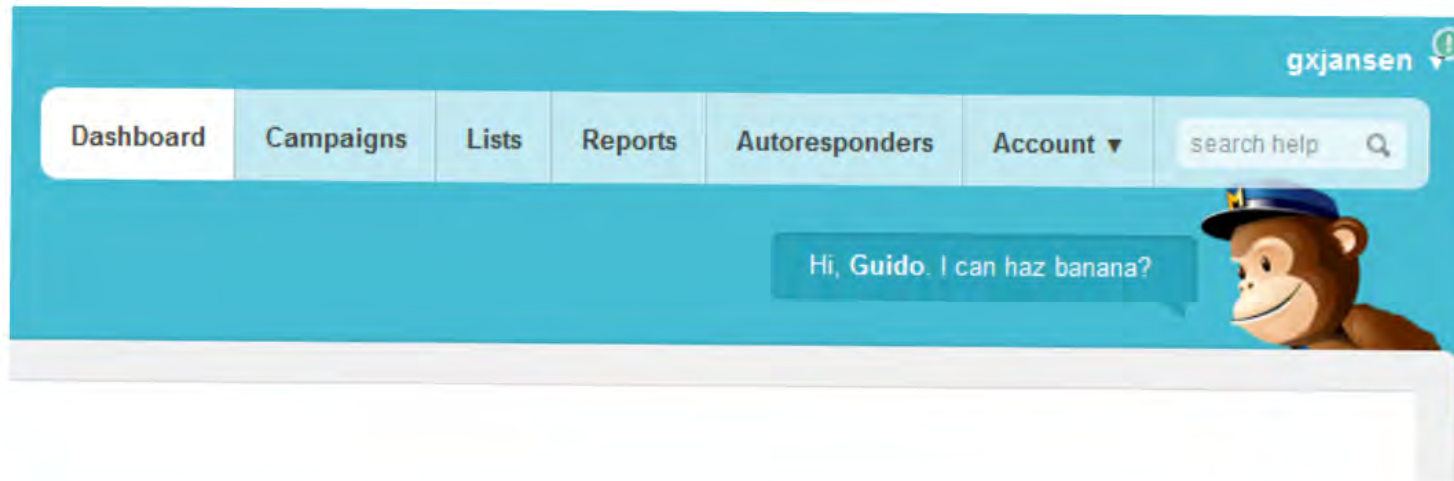 gxjansen
Dashboard Campaigns Lists Reports Autoresponders Account ▼ search help
Hi, Guido. I can haz banana?